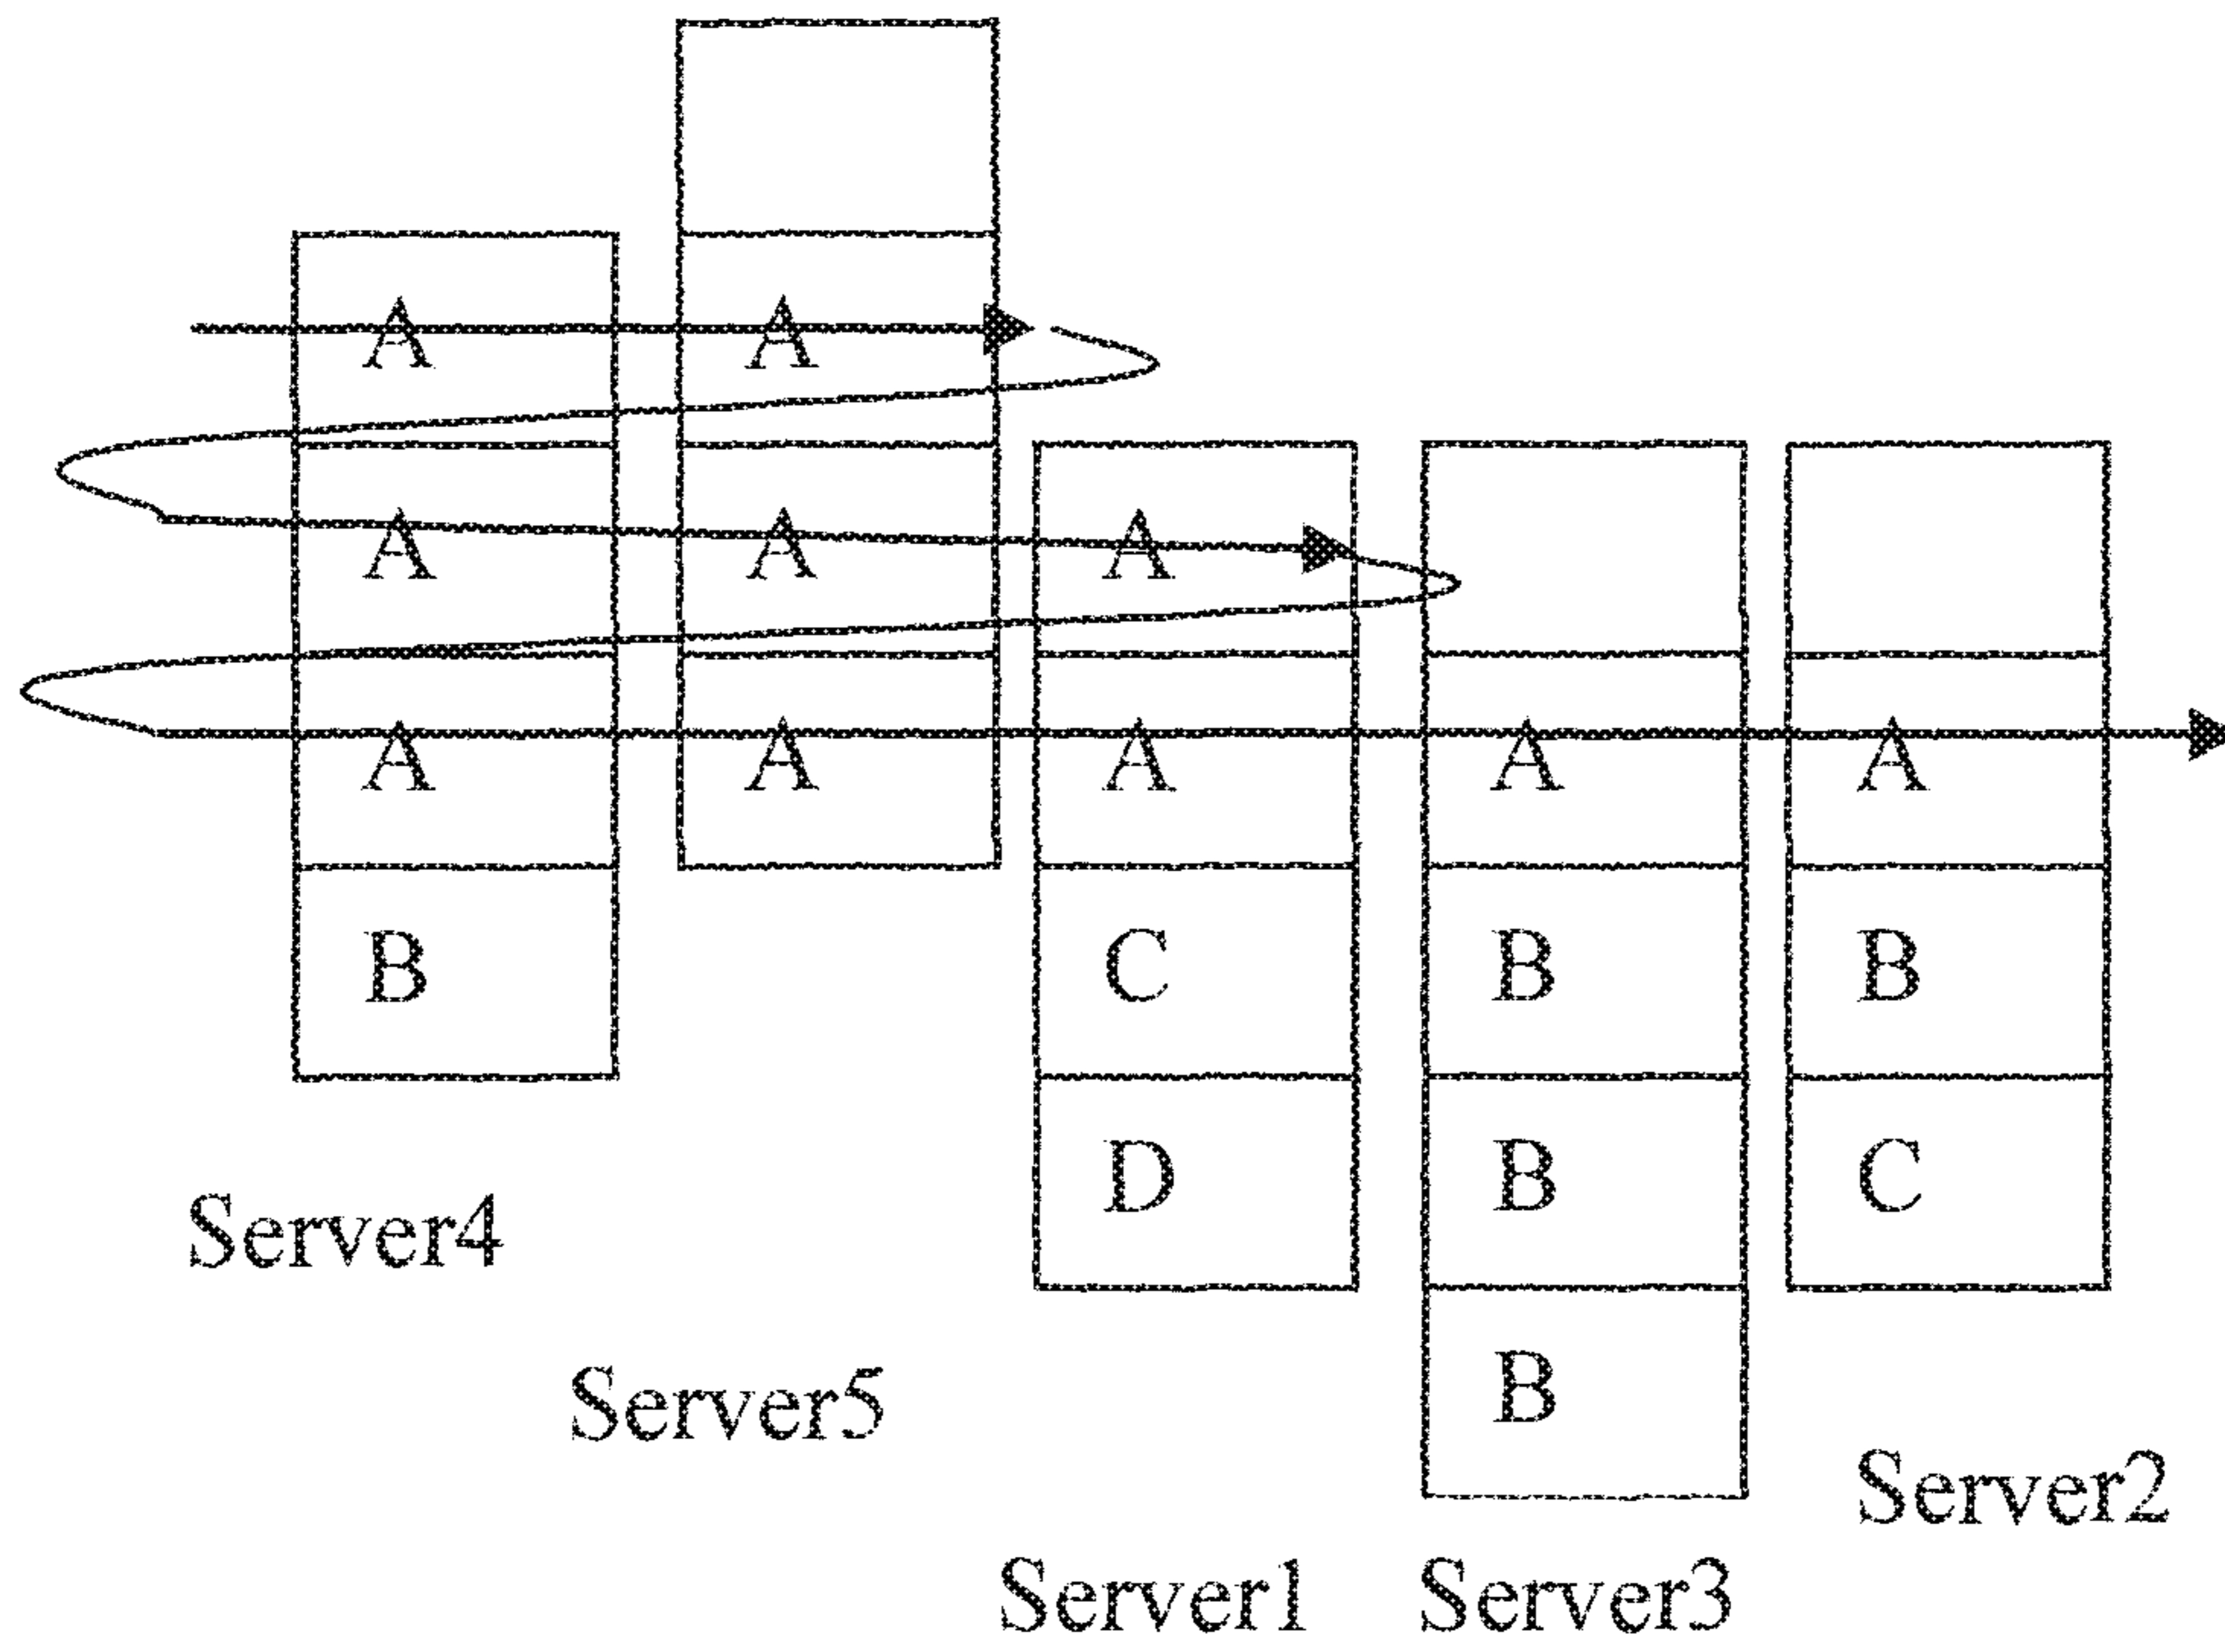 A A
A A A
A A A A A
B C B B
D B C
B
Server4
Server5
Server2
Server1 Server3